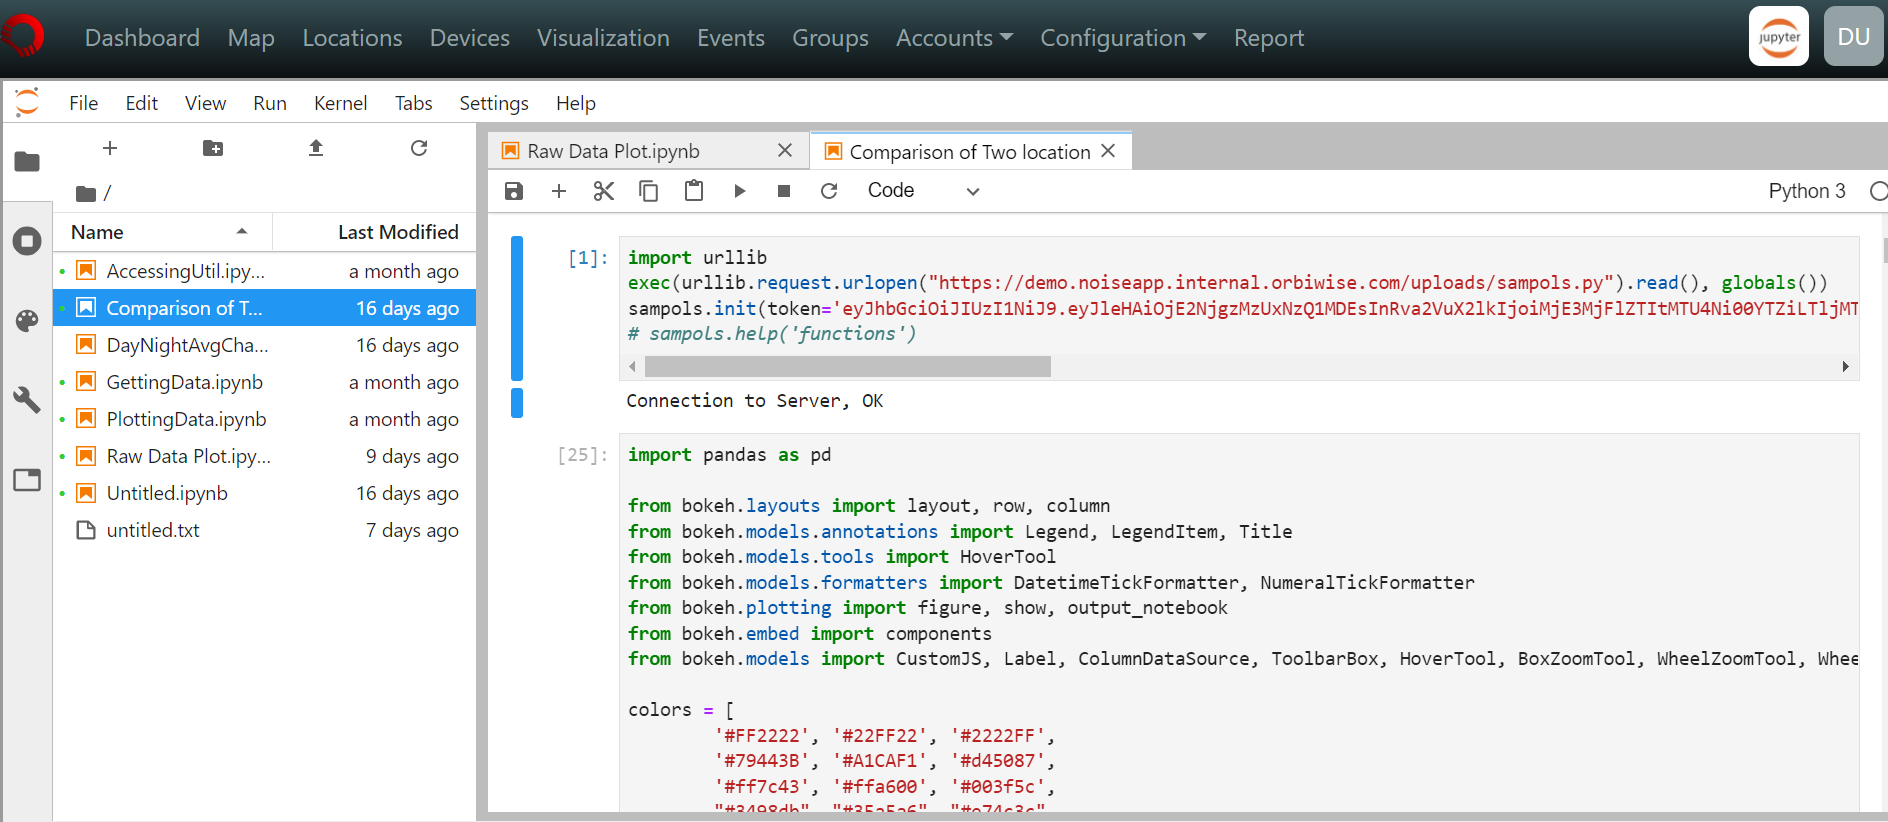 Dashboard Map Locations Devices Visualization Events Groups Accounts Configuration Report jupyter DU
File Edit View Run Kernel Tabs Settings Help
Raw Data Plot.ipynb Comparison of Two location
/
Code Python 3
Name Last Modified
AccessingUtil.ipy... a month ago
Comparison of T... 16 days ago
DayNightAvgCha... 16 days ago
GettingData.ipynb a month ago
PlottingData.ipynb a month ago
Raw Data Plot.ipy... 9 days ago
Untitled.ipynb 16 days ago
untitled.txt 7 days ago
[1]:
import urllib
exec(urllib.request.urlopen("https://demo.noiseapp.internal.orbiwise.com/uploads/sampols.py").read(), globals())
sampols.init(token='eyJhbGciOiJIUzI1NiJ9.eyJleHAiOjE2NjgzMzUxNzQ1MDEsInRva2VuX2lkIjoiMjE3MjFlZTItMTU4Ni00YTZiLTljMT
# sampols.help('functions')
Connection to Server, OK
[25]:
import pandas as pd
from bokeh.layouts import layout, row, column
from bokeh.models.annotations import Legend, LegendItem, Title
from bokeh.models.tools import HoverTool
from bokeh.models.formatters import DatetimeTickFormatter, NumeralTickFormatter
from bokeh.plotting import figure, show, output_notebook
from bokeh.embed import components
from bokeh.models import CustomJS, Label, ColumnDataSource, ToolbarBox, HoverTool, BoxZoomTool, WheelZoomTool, Whee
colors = [
'#FF2222', '#22FF22', '#2222FF',
'#79443B', '#A1CAF1', '#d45087',
'#ff7c43', '#ffa600', '#003f5c',
"#3498db", "#35a5a6", "#e74c3c"